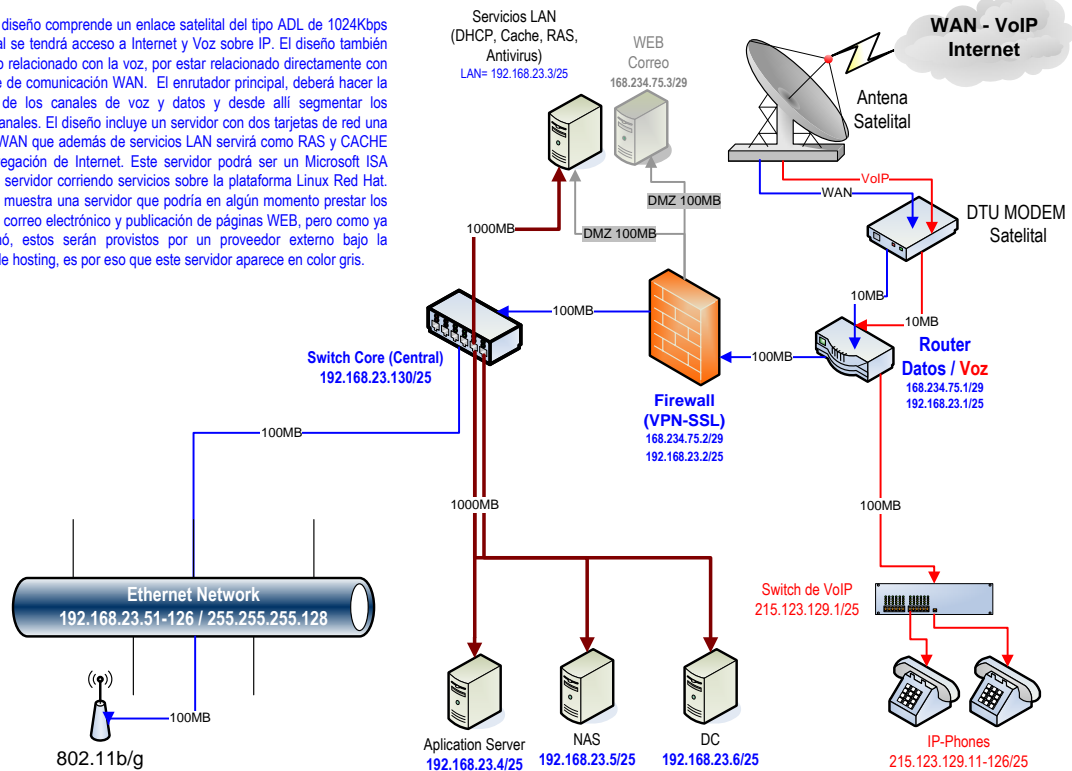 diseño comprende un enlace satelital del tipo ADL de 1024Kbps
al se tendrá acceso a Internet y Voz sobre IP. El diseño también
o relacionado con la voz, por estar relacionado directamente con
e de comunicación WAN. El enrutador principal, deberá hacer la
de los canales de voz y datos y desde allí segmentar los
anales. El diseño incluye un servidor con dos tarjetas de red una
WAN que además de servicios LAN servirá como RAS y CACHE
egación de Internet. Este servidor podrá ser un Microsoft ISA
servidor corriendo servicios sobre la plataforma Linux Red Hat.
muestra una servidor que podría en algún momento prestar los
correo electrónico y publicación de páginas WEB, pero como ya
nó, estos serán provistos por un proveedor externo bajo la
de hosting, es por eso que este servidor aparece en color gris.
Servicios LAN
(DHCP, Cache, RAS,
Antivirus)
LAN= 192.168.23.3/25
WEB
Correo
168.234.75.3/29
WAN - VoIP
Internet
Antena
Satelital
VoIP
WAN
DTU MODEM
Satelital
DMZ 100MB
DMZ 100MB
1000MB
10MB
10MB
100MB
100MB
Router
Datos / Voz
168.234.75.1/29
192.168.23.1/25
Switch Core (Central)
192.168.23.130/25
Firewall
(VPN-SSL)
168.234.75.2/29
192.168.23.2/25
100MB
1000MB
100MB
Ethernet Network
192.168.23.51-126 / 255.255.255.128
Switch de VoIP
215.123.129.1/25
100MB
802.11b/g
Aplication Server
192.168.23.4/25
NAS
192.168.23.5/25
DC
192.168.23.6/25
IP-Phones
215.123.129.11-126/25